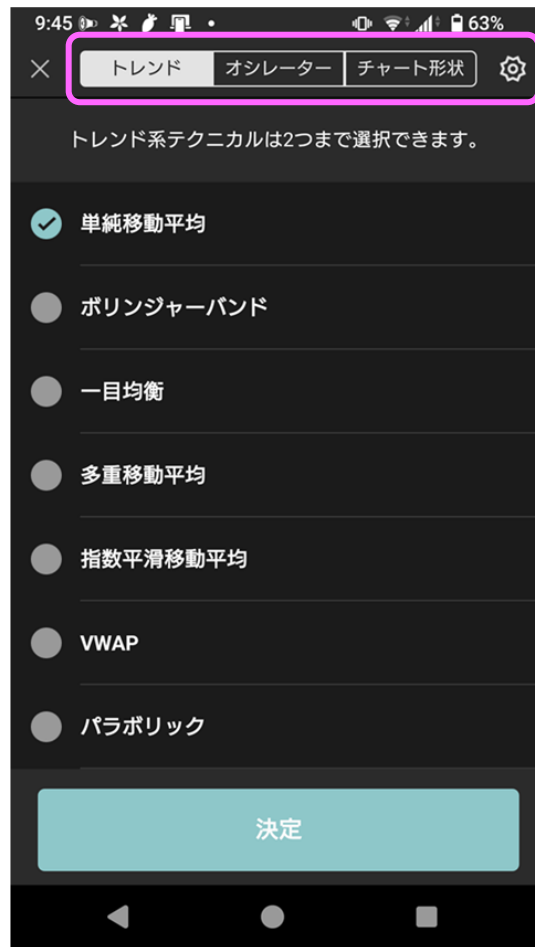 9:45 63%
トレンド オシレーター チャート形状
トレンド系テクニカルは2つまで選択できます。
単純移動平均
ボリンジャーバンド
一目均衡
多重移動平均
指数平滑移動平均
VWAP
パラボリック
決定